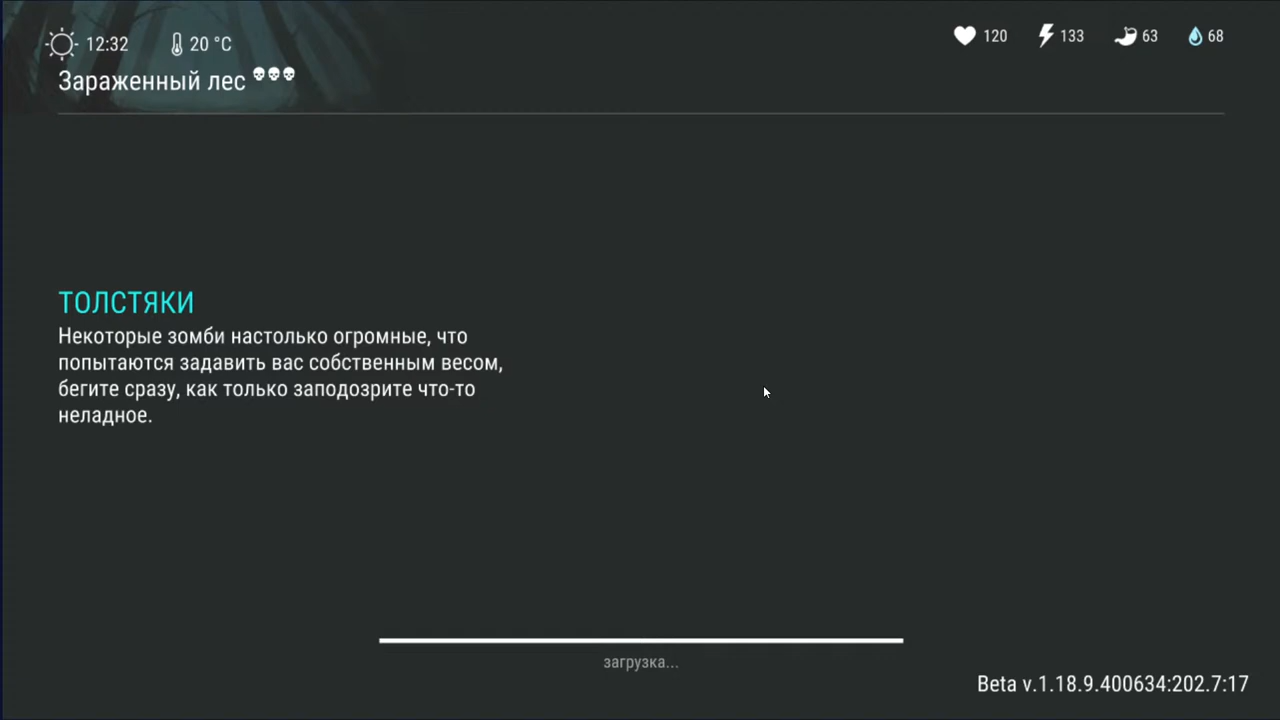 12:32 20 °C
120 133 63 68
Зараженный лес
ТОЛСТЯКИ
Некоторые зомби настолько огромные, что
попытаются задавить вас собственным весом,
бегите сразу, как только заподозрите что-то
неладное.
загрузка...
Beta v.1.18.9.400634:202.7:17